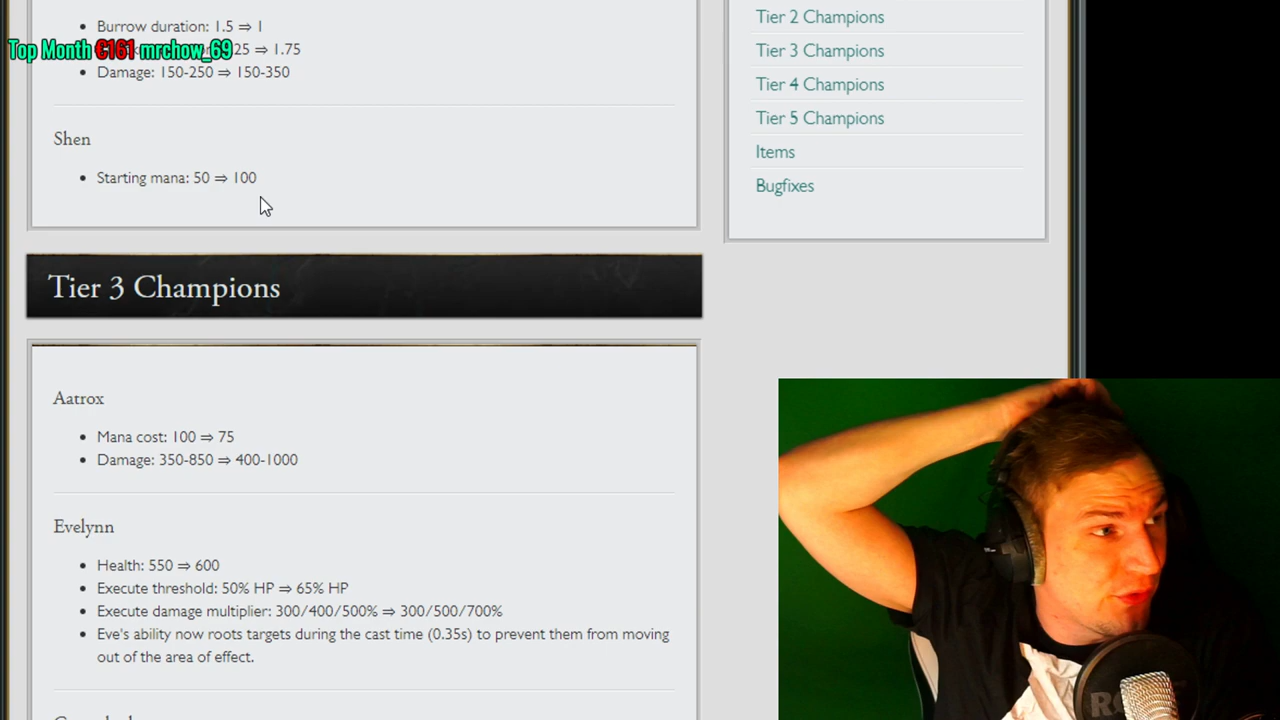 Burrow duration: 1.5 ⇒ 1
Top Month €161 mrchow_69
25 ⇒ 1.75
Damage: 150-250 ⇒ 150-350
Shen
Starting mana: 50 ⇒ 100
Tier 3 Champions
Aatrox
Mana cost: 100 ⇒ 75
Damage: 350-850 ⇒ 400-1000
Evelynn
Health: 550 ⇒ 600
Execute threshold: 50% HP ⇒ 65% HP
Execute damage multiplier: 300/400/500% ⇒ 300/500/700%
Eve's ability now roots targets during the cast time (0.35s) to prevent them from moving
out of the area of effect.
Tier 2 Champions
Tier 3 Champions
Tier 4 Champions
Tier 5 Champions
Items
Bugfixes